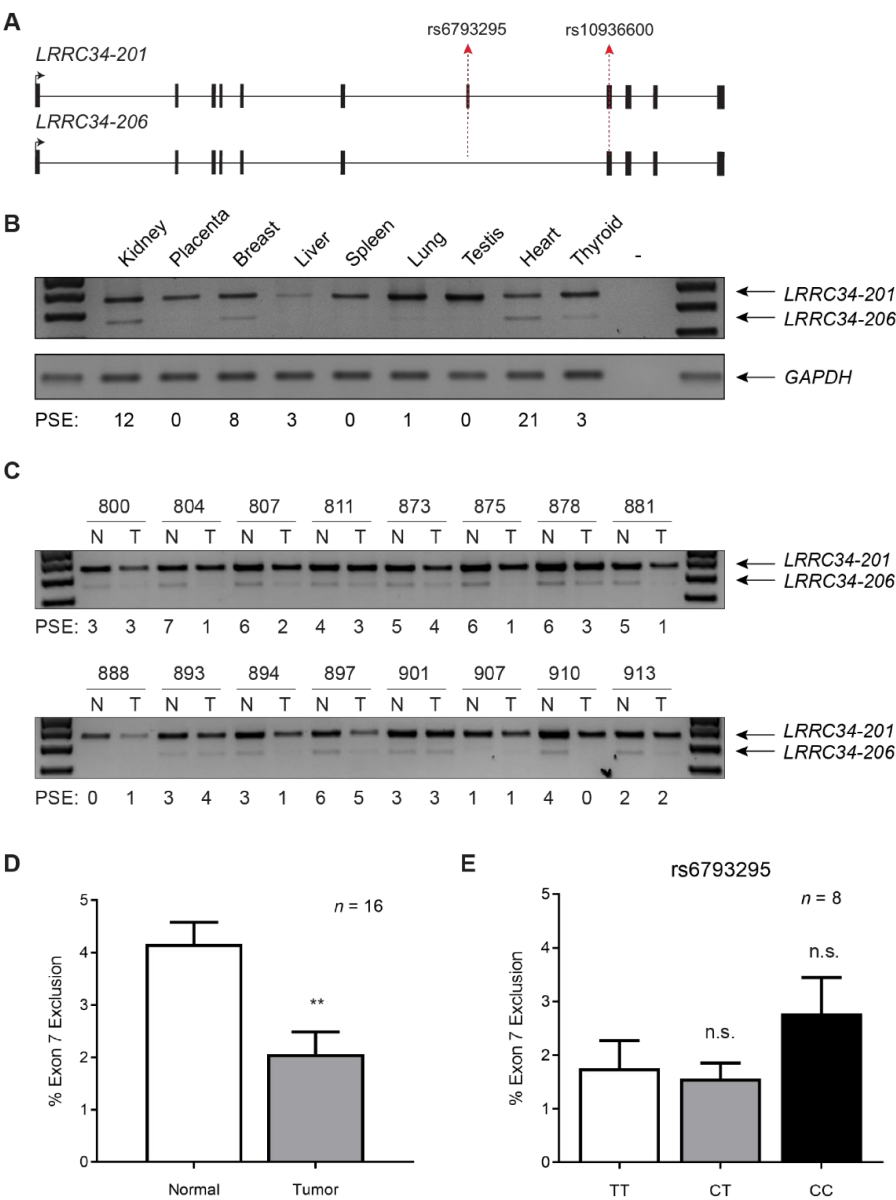 A
rs6793295 rs10936600
LRRC34-201
LRRC34-206
B
Kidney Placenta Breast Liver Spleen Lung Testis Heart Thyroid -
LRRC34-201
LRRC34-206
GAPDH
PSE: 12 0 8 3 0 1 0 21 3
C
800 804 807 811 873 875 878 881
N T N T N T N T N T N T N T N T
LRRC34-201
LRRC34-206
PSE: 3 3 7 1 6 2 4 3 5 4 6 1 6 3 5 1
888 893 894 897 901 907 910 913
N T N T N T N T N T N T N T N T
LRRC34-201
LRRC34-206
PSE: 0 1 3 4 3 1 6 5 3 3 1 1 4 0 2 2
D
n = 16
5
4
3
2
1
0
% Exon 7 Exclusion
**
Normal Tumor
E
rs6793295
n = 8
5
4
3
2
1
0
% Exon 7 Exclusion
n.s.
n.s.
TT CT CC